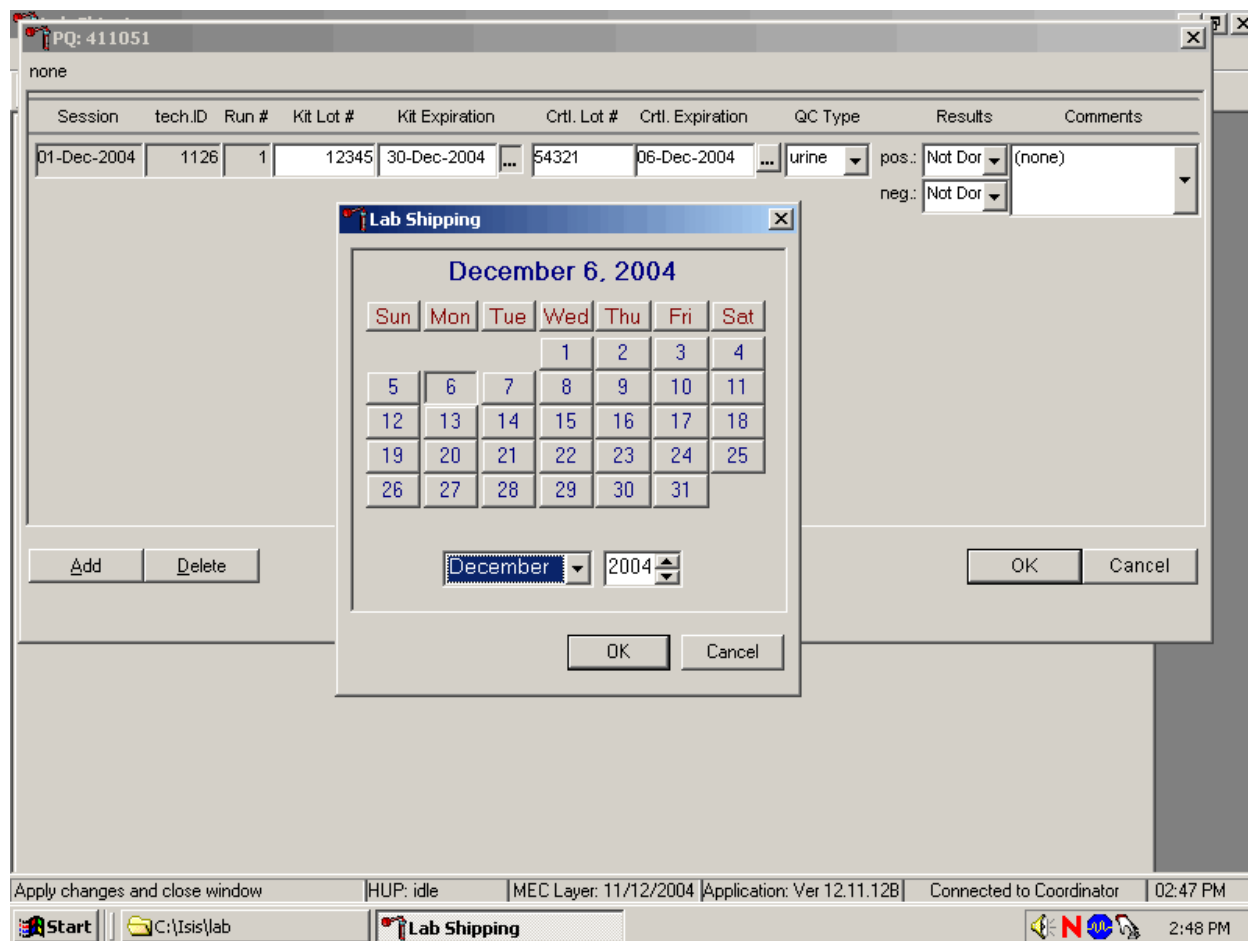 PQ: 411051
none
Session tech.ID Run # Kit Lot # Kit Expiration Crtl. Lot # Crtl. Expiration QC Type Results Comments
01-Dec-2004 1126 1 12345 30-Dec-2004 ... 54321 06-Dec-2004 ... urine pos.: Not Dor (none)
neg.: Not Dor
Lab Shipping
December 6, 2004
Sun Mon Tue Wed Thu Fri Sat
1 2 3 4
5 6 7 8 9 10 11
12 13 14 15 16 17 18
19 20 21 22 23 24 25
26 27 28 29 30 31
December 2004
Add Delete OK Cancel
OK Cancel
Apply changes and close window HUP: idle MEC Layer: 11/12/2004 Application: Ver 12.11.12B Connected to Coordinator 02:47 PM
Start C:\Isis\lab Lab Shipping N 2:48 PM